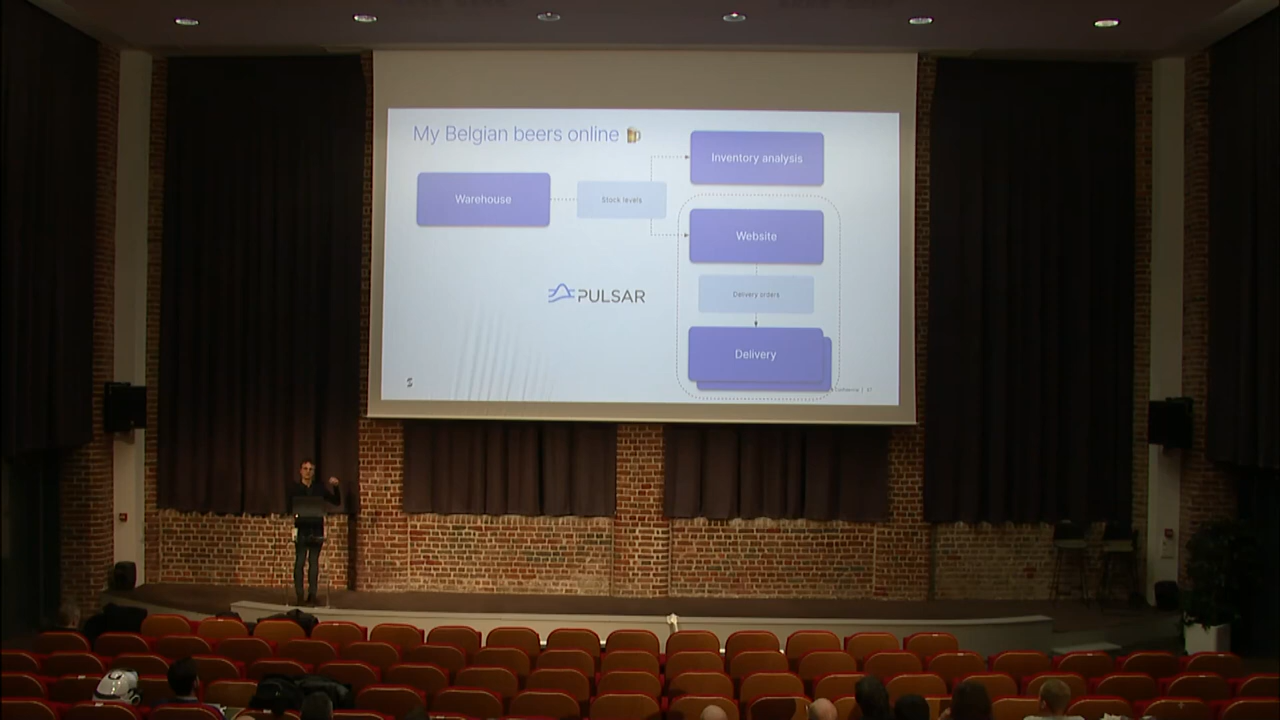 My Belgian beers online
Inventory analysis
Warehouse
Stock levels
Website
PULSAR
Delivery orders
Delivery